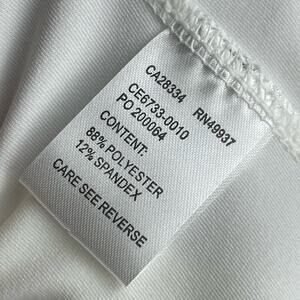 CA28334 RN49937
CE6733-0010
PO 200064
CONTENT:
88% POLYESTER
12% SPANDEX
CARE SEE REVERSE